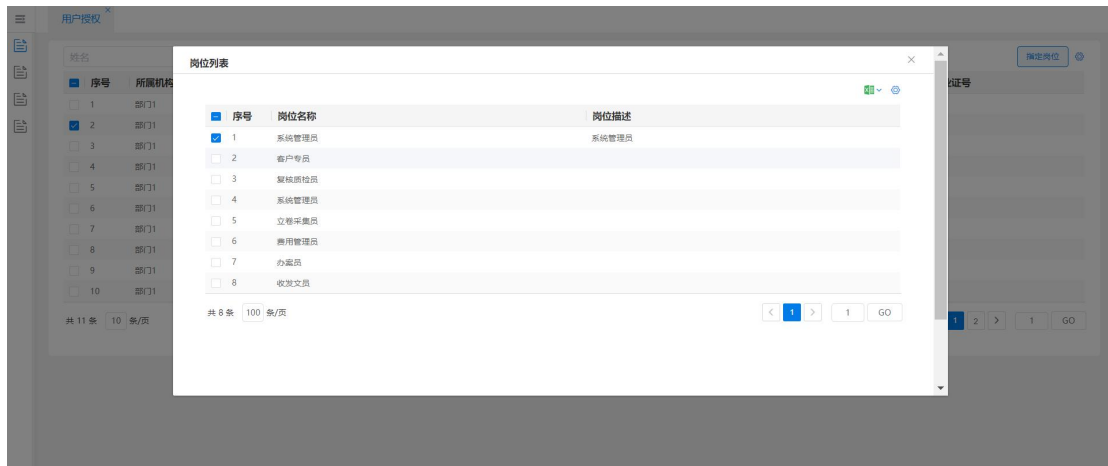 用户授权 ×
姓名
指定岗位
序号 所属机构 业证号
1 部门1
2 部门1
3 部门1
4 部门1
5 部门1
6 部门1
7 部门1
8 部门1
9 部门1
10 部门1
共 11 条 10 条/页 1 2 > 1 GO
岗位列表 ×
序号 岗位名称 岗位描述
1 系统管理员 系统管理员
2 客户专员
3 复核质检员
4 系统管理员
5 立卷采集员
6 费用管理员
7 办案员
8 收发文员
共 8 条 100 条/页 < 1 > 1 GO